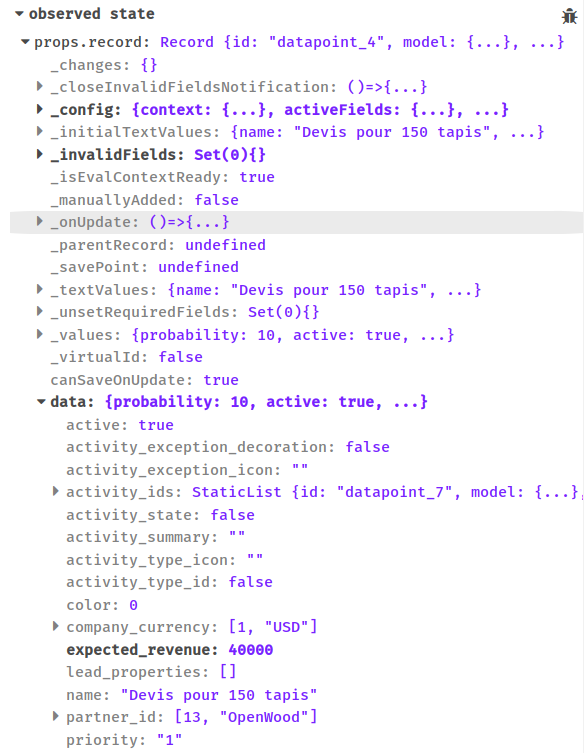 observed state
props.record: Record {id: "datapoint_4", model: {...}, ...}
_changes: {}
_closeInvalidFieldsNotification: ()=>{...}
_config: {context: {...}, activeFields: {...}, ...}
_initialTextValues: {name: "Devis pour 150 tapis", ...}
_invalidFields: Set(0){}
_isEvalContextReady: true
_manuallyAdded: false
_onUpdate: ()=>{...}
_parentRecord: undefined
_savePoint: undefined
_textValues: {name: "Devis pour 150 tapis", ...}
_unsetRequiredFields: Set(0){}
_values: {probability: 10, active: true, ...}
_virtualId: false
canSaveOnUpdate: true
data: {probability: 10, active: true, ...}
active: true
activity_exception_decoration: false
activity_exception_icon: ""
activity_ids: StaticList {id: "datapoint_7", model: {...},
activity_state: false
activity_summary: ""
activity_type_icon: ""
activity_type_id: false
color: 0
company_currency: [1, "USD"]
expected_revenue: 40000
lead_properties: []
name: "Devis pour 150 tapis"
partner_id: [13, "OpenWood"]
priority: "1"